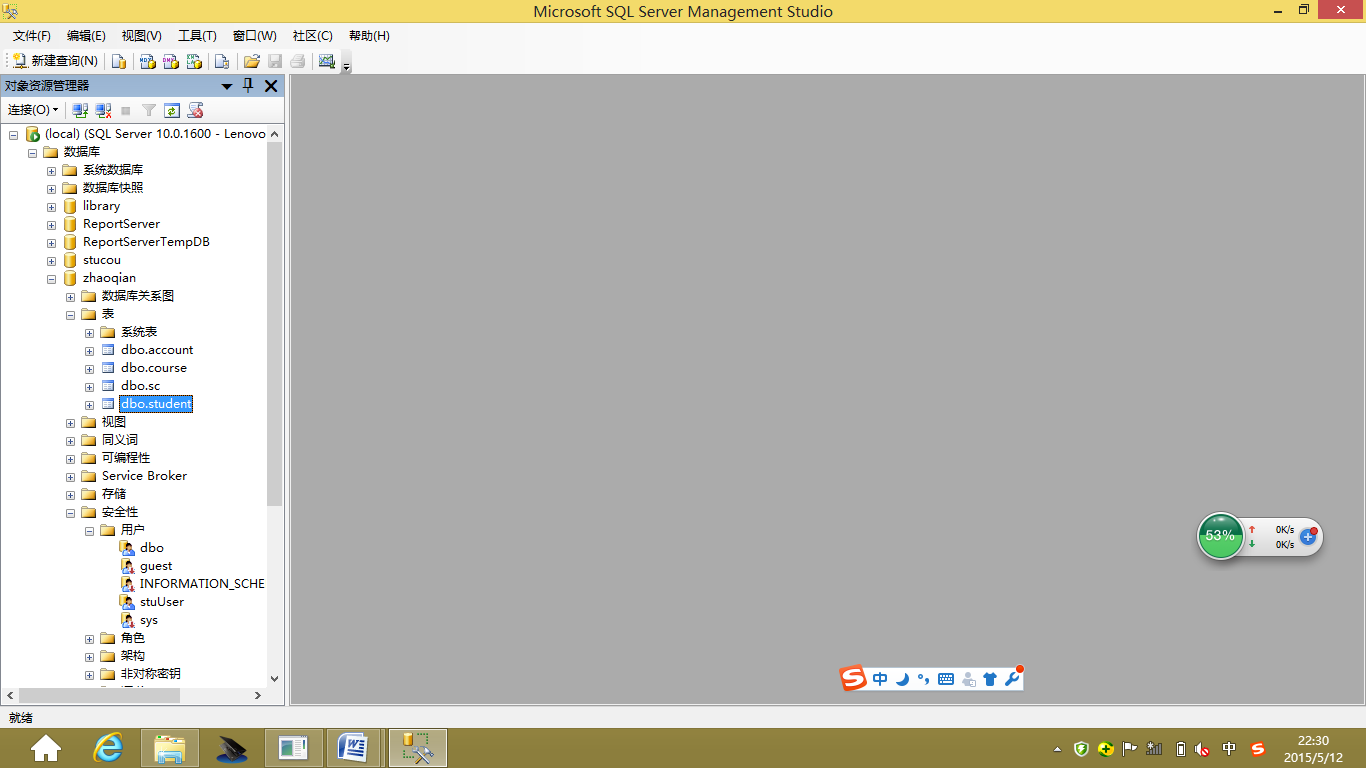 Microsoft SQL Server Management Studio
文件(F) 编辑(E) 视图(V) 工具(T) 窗口(W) 社区(C) 帮助(H)
新建查询(N)
对象资源管理器
连接(O)
(local) (SQL Server 10.0.1600 - Lenovo
数据库
系统数据库
数据库快照
library
ReportServer
ReportServerTempDB
stucou
zhaoqian
数据库关系图
表
系统表
dbo.account
dbo.course
dbo.sc
dbo.student
视图
同义词
可编程性
Service Broker
存储
安全性
用户
dbo
guest
INFORMATION_SCHE
stuUser
sys
角色
架构
非对称密钥
53%
0K/s
0K/s
中
就绪
中
22:30
2015/5/12